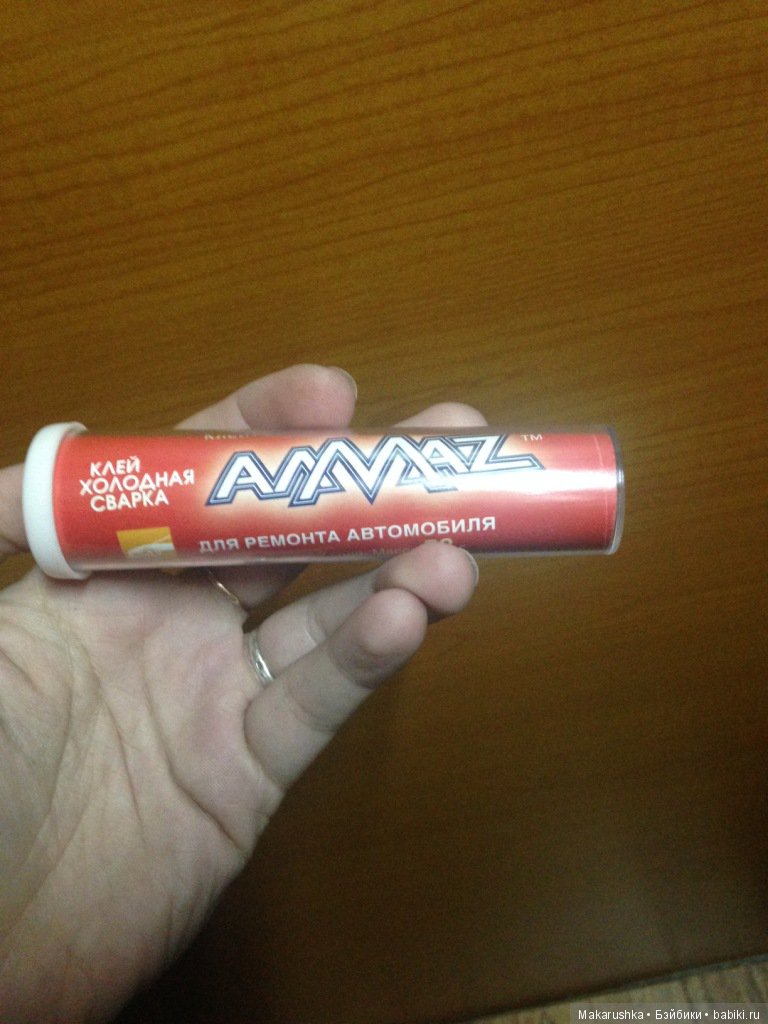 КЛЕЙ
ХОЛОДНАЯ
СВАРКА
ALMAZ ™
ДЛЯ РЕМОНТА АВТОМОБИЛЯ
Makarushka • Бэйбики • babiki.ru